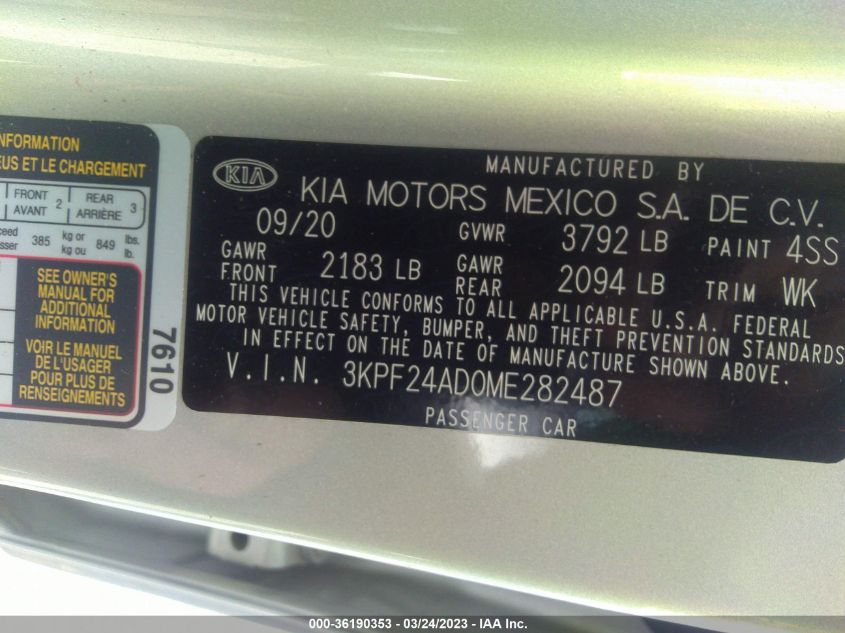 INFORMATION
EUS ET LE CHARGEMENT
FRONT
AVANT 2
REAR
ARRIÈRE 3
385 kg or
kg ou 849 lbs.
lb.
SEE OWNER'S
MANUAL FOR
ADDITIONAL
INFORMATION
VOIR LE MANUEL
DE L'USAGER
POUR PLUS DE
RENSEIGNEMENTS
7610
MANUFACTURED BY
KIA
KIA MOTORS MEXICO S.A. DE C.V.
09/20 GVWR 3792 LB PAINT 4SS
GAWR
FRONT 2183 LB GAWR
REAR 2094 LB TRIM WK
THIS VEHICLE CONFORMS TO ALL APPLICABLE U.S.A. FEDERAL
MOTOR VEHICLE SAFETY, BUMPER, AND THEFT PREVENTION STANDARDS
IN EFFECT ON THE DATE OF MANUFACTURE SHOWN ABOVE.
V.I.N. 3KPF24AD0ME282487
PASSENGER CAR
000-36190353 - 03/24/2023 - IAA Inc.